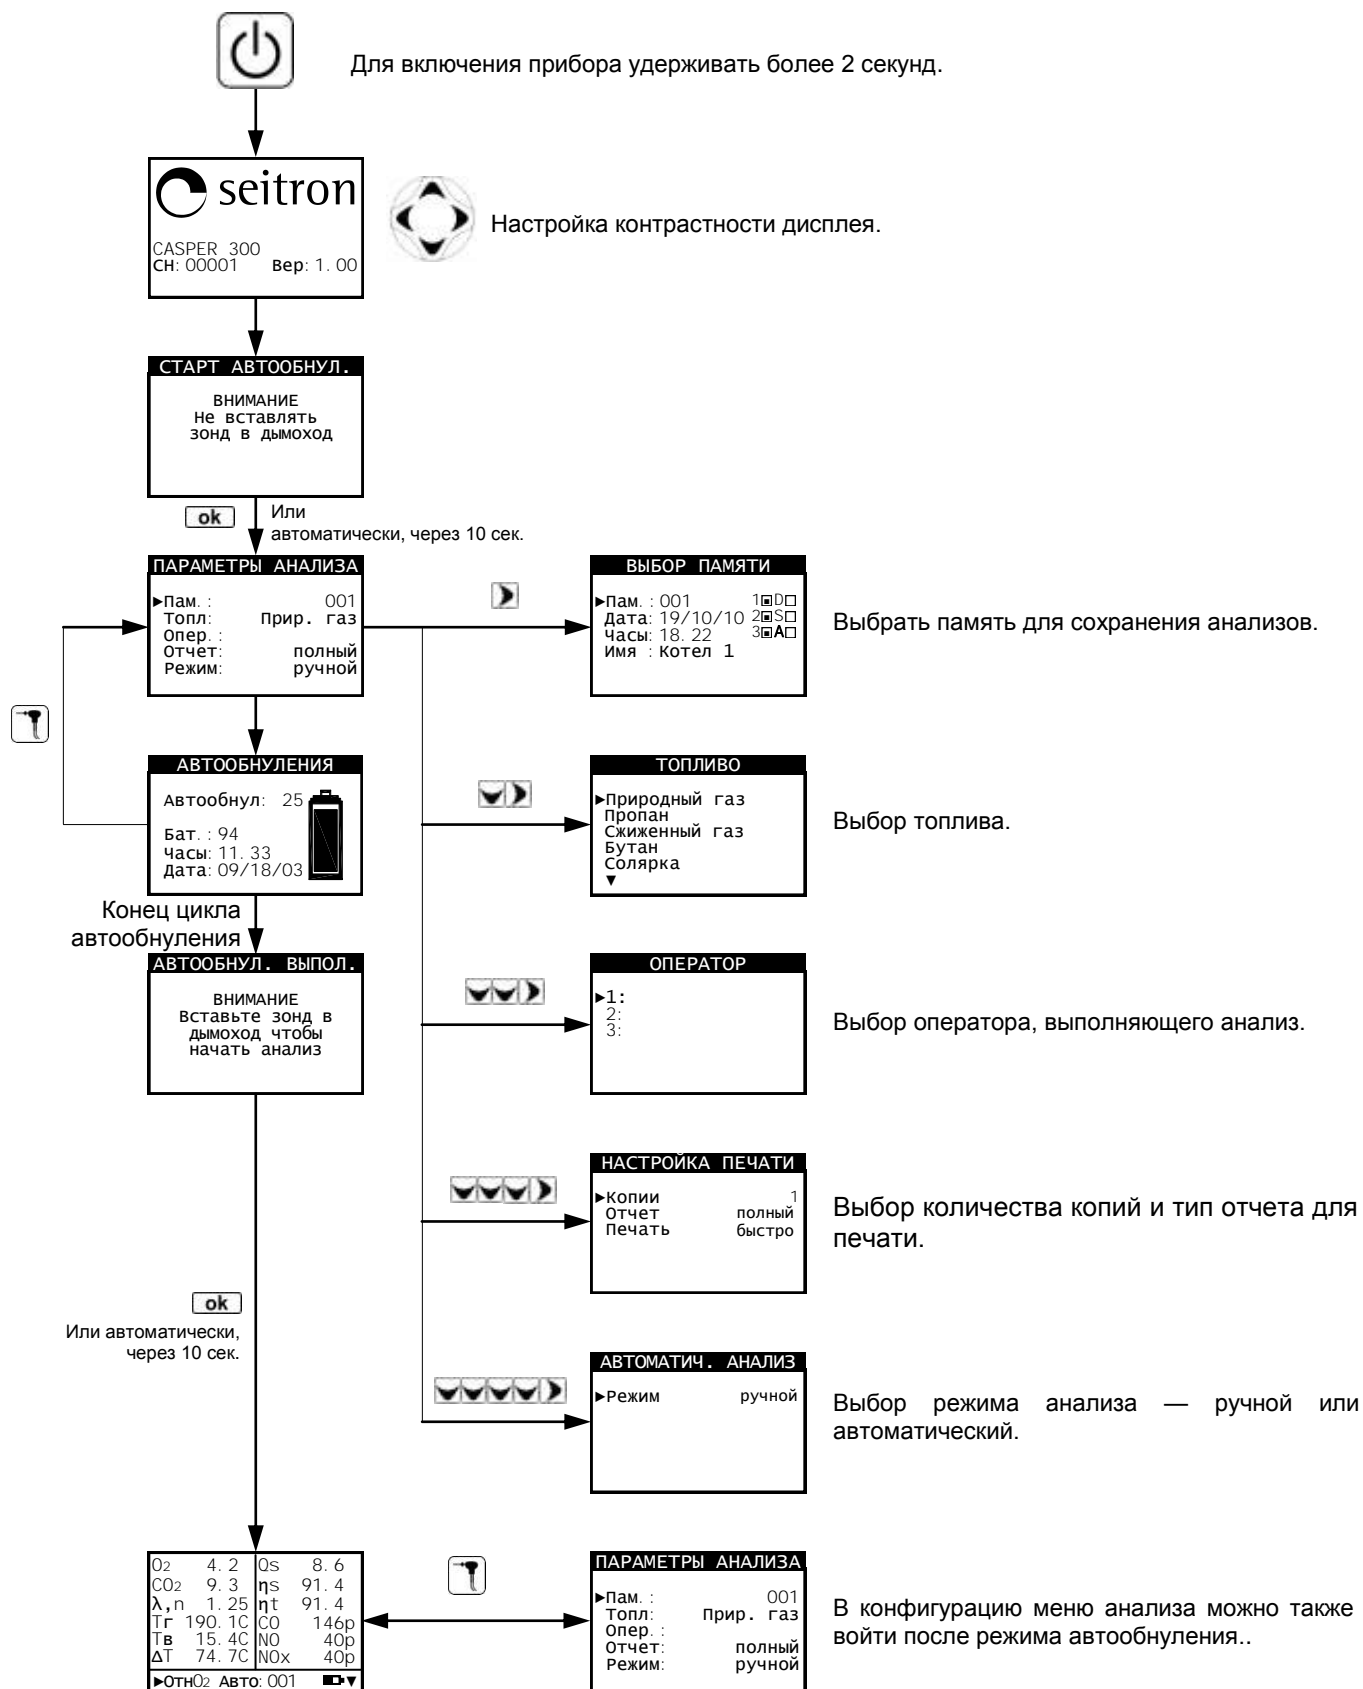 Для включения прибора удерживать более 2 секунд.
seitron
CASPER 300
СН: 00001 Вер: 1.00
Настройка контрастности дисплея.
СТАРТ АВТООБНУЛ.
ВНИМАНИЕ
Не вставлять
зонд в дымоход
ok
Или
автоматически, через 10 сек.
ПАРАМЕТРЫ АНАЛИЗА
►Пам.: 001
Топл: Прир. газ
Опер.:
Отчет: полный
Режим: ручной
ВЫБОР ПАМЯТИ
►Пам.: 001 1▣D□
Дата: 19/10/10 2▣S□
Часы: 18.22 3▣A□
Имя : Котел 1
Выбрать память для сохранения анализов.
АВТООБНУЛЕНИЯ
Автообнул: 25
Бат.: 94
Часы: 11.33
Дата: 09/18/03
ТОПЛИВО
►Природный газ
Пропан
Сжиженный газ
Бутан
Солярка
▼
Выбор топлива.
Конец цикла
автообнуления
АВТООБНУЛ. ВЫПОЛ.
ВНИМАНИЕ
Вставьте зонд в
дымоход чтобы
начать анализ
ОПЕРАТОР
►1:
2:
3:
Выбор оператора, выполняющего анализ.
НАСТРОЙКА ПЕЧАТИ
►Копии 1
Отчет полный
Печать быстро
Выбор количества копий и тип отчета для
печати.
ok
Или автоматически,
через 10 сек.
АВТОМАТИЧ. АНАЛИЗ
►Режим ручной
Выбор режима анализа — ручной или
автоматический.
O2 4.2 Qs 8.6
CO2 9.3 ηs 91.4
λ,n 1.25 ηt 91.4
Тг 190.1C CO 146p
Тв 15.4C NO 40p
ΔT 74.7C NOx 40p
►ОтнO2 Авто: 001 ▼
ПАРАМЕТРЫ АНАЛИЗА
►Пам.: 001
Топл: Прир. газ
Опер.:
Отчет: полный
Режим: ручной
В конфигурацию меню анализа можно также
войти после режима автообнуления..